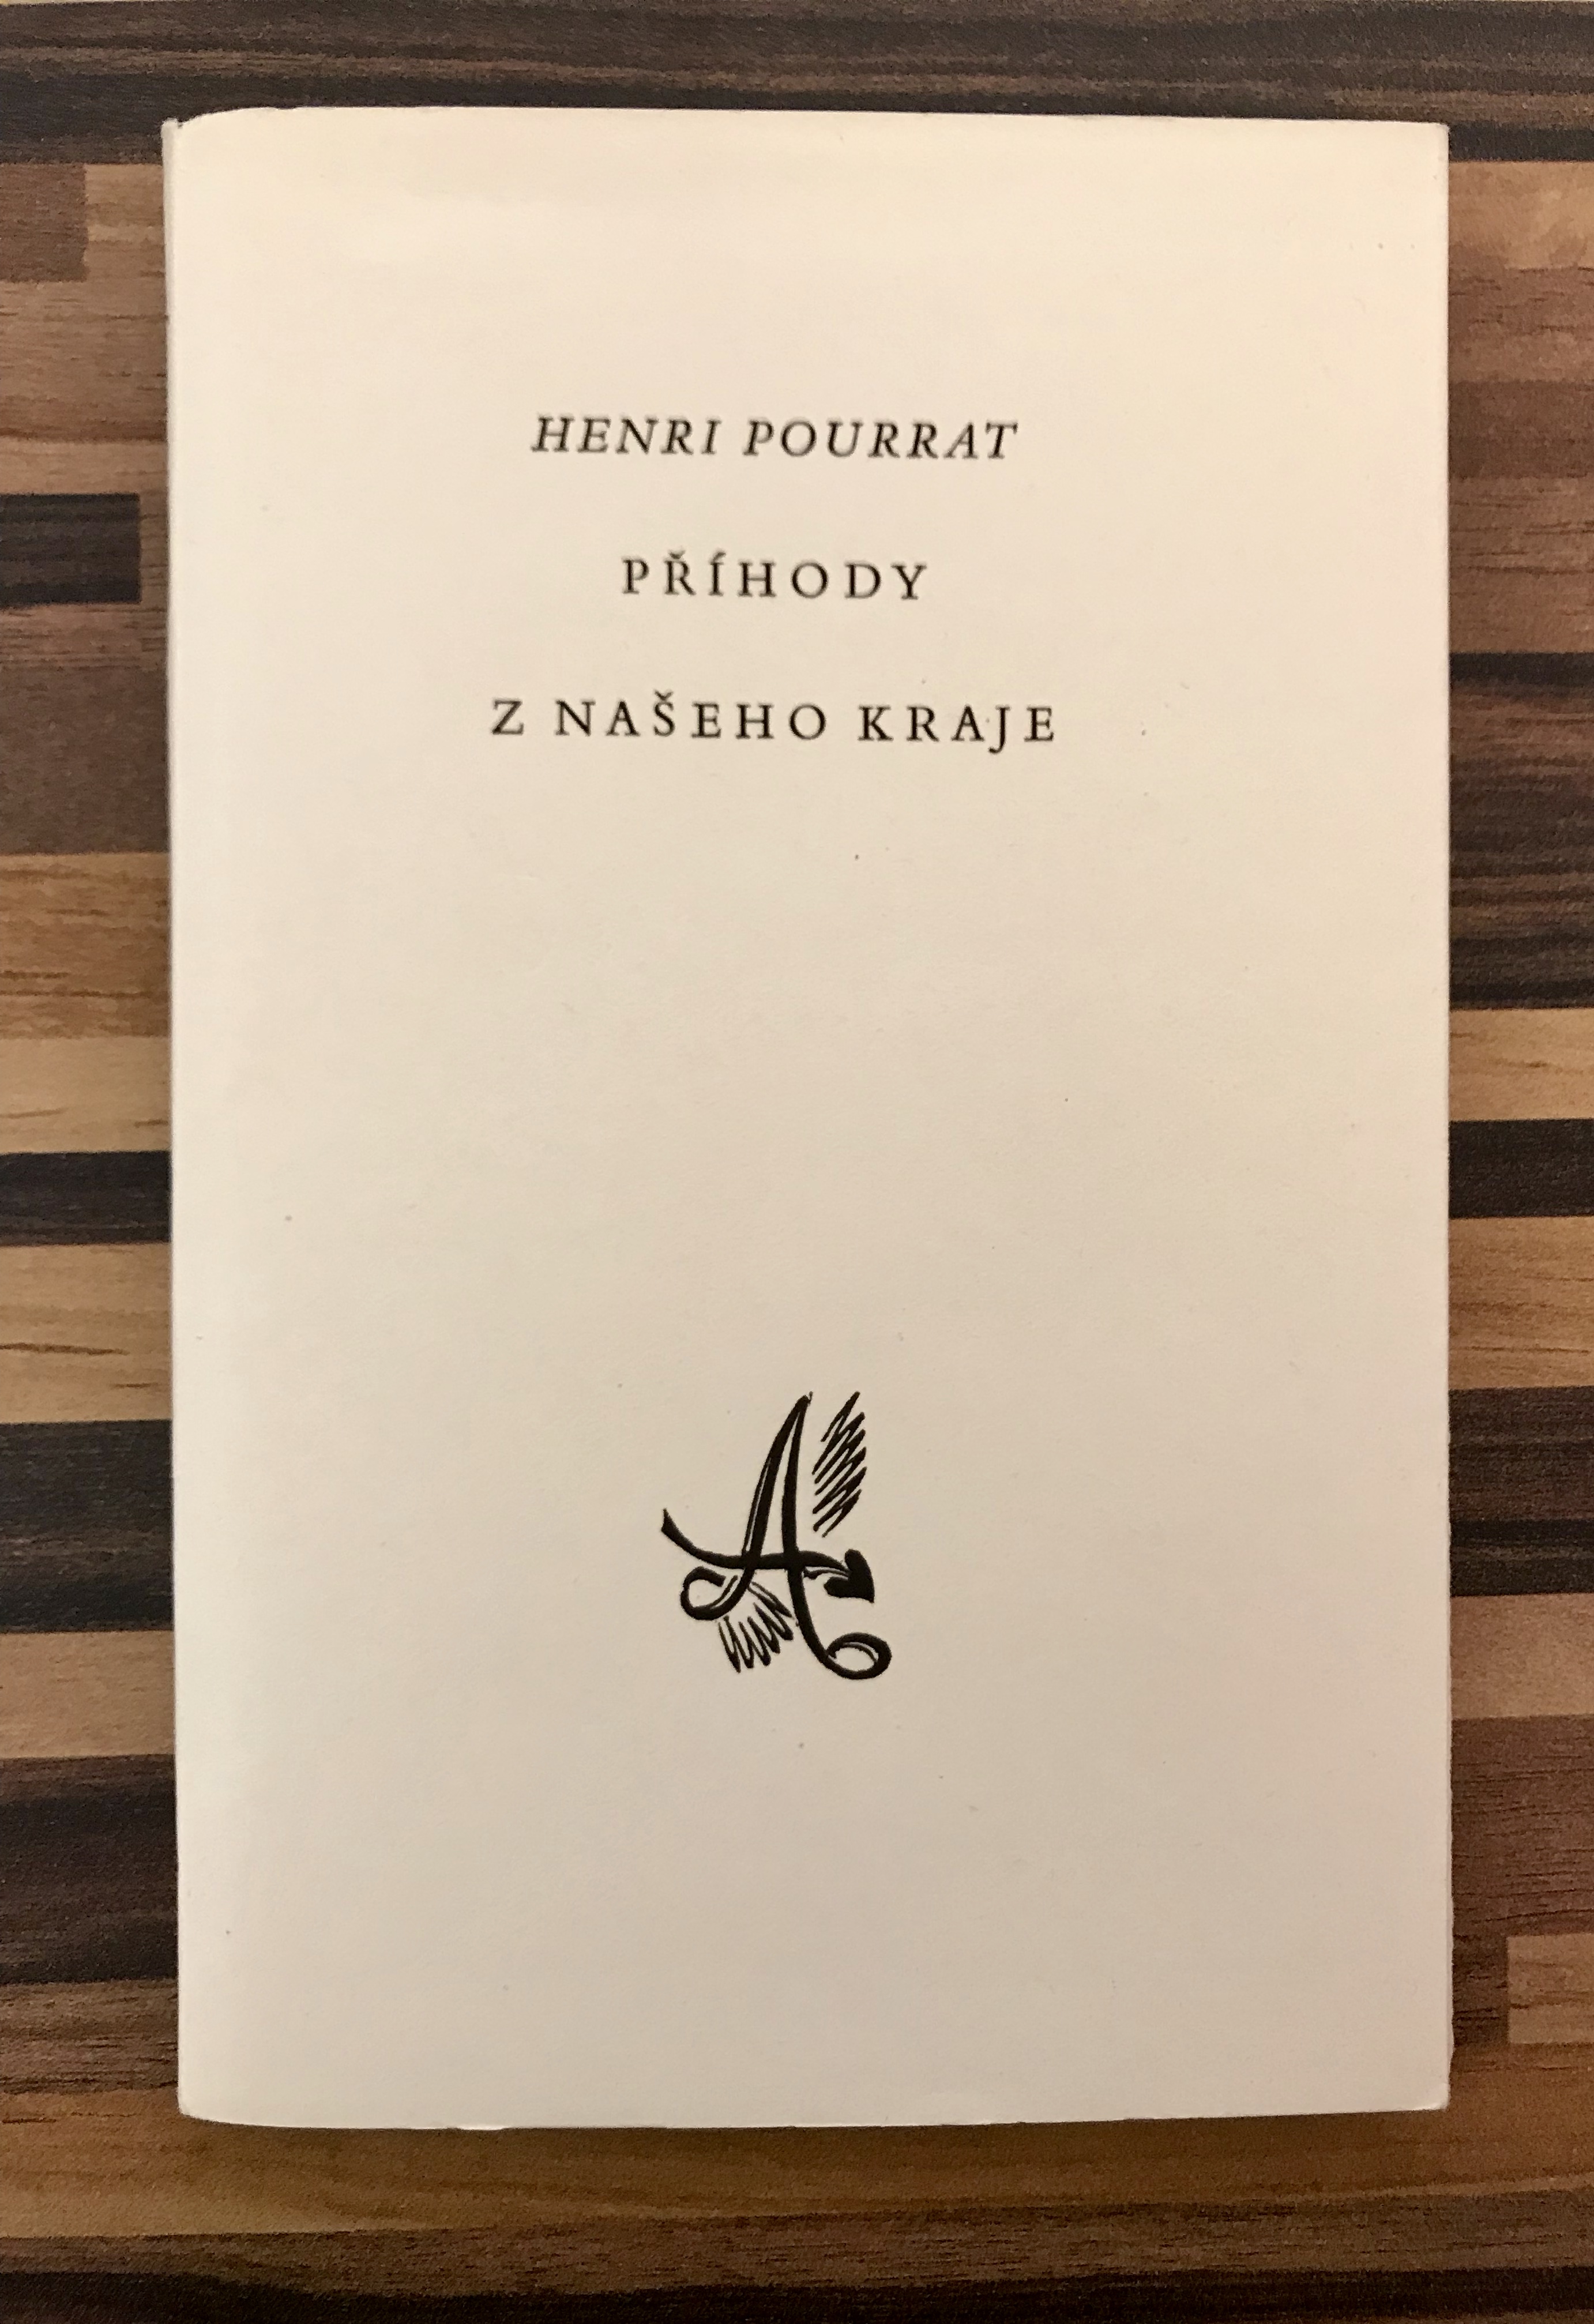 HENRI POURRAT
PŘÍHODY
Z NAŠEHO KRAJE
A